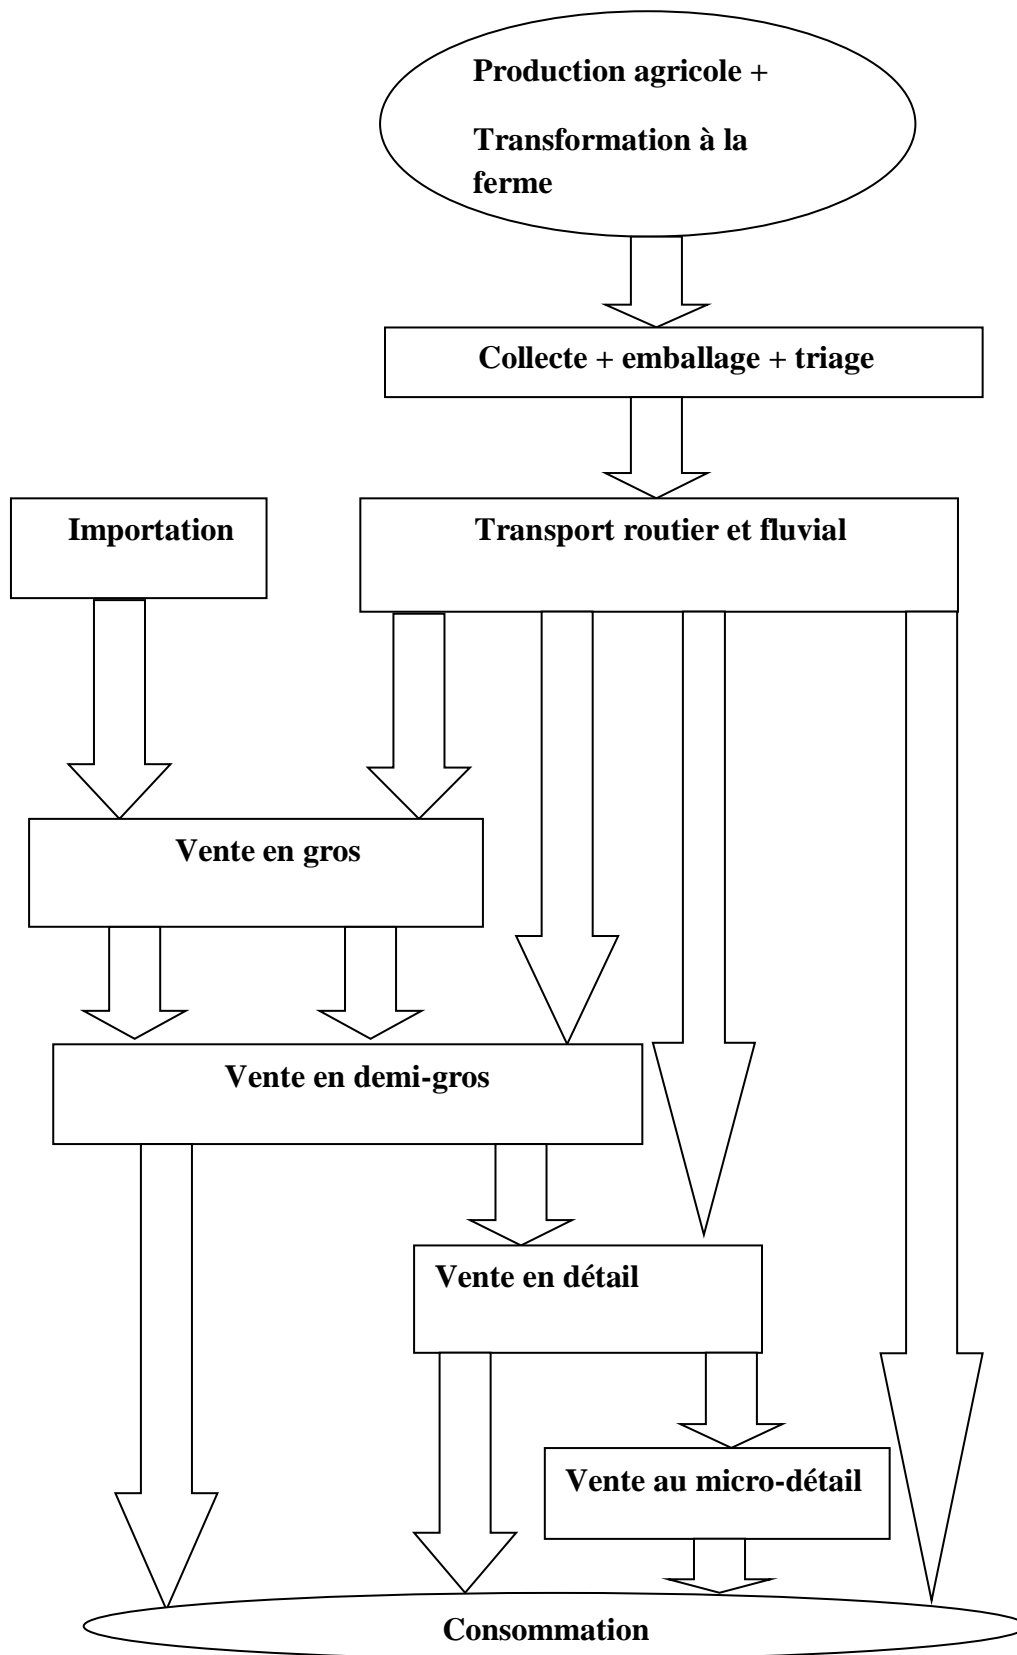 Production agricole +
Transformation à la
ferme
Collecte + emballage + triage
Importation
Transport routier et fluvial
Vente en gros
Vente en demi-gros
Vente en détail
Vente au micro-détail
Consommation